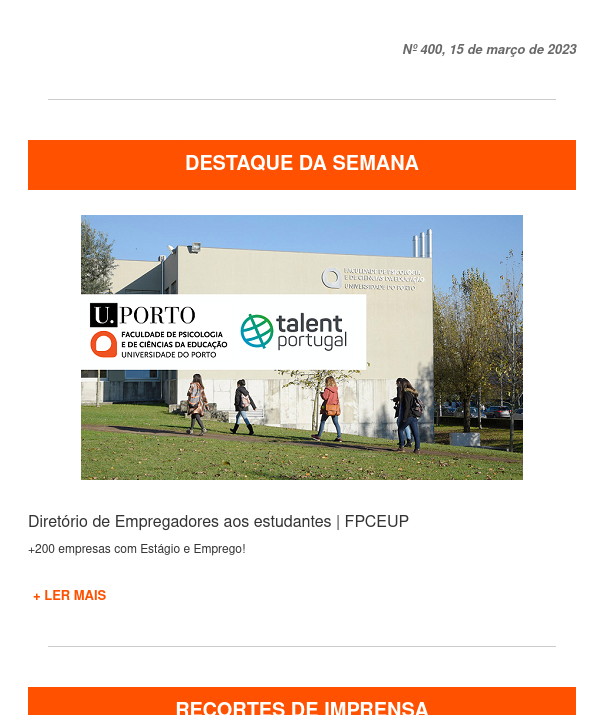 Nº 400, 15 de março de 2023
DESTAQUE DA SEMANA
FACULDADE DE PSICOLOGIA
E DE CIÊNCIAS DA EDUCAÇÃO
UNIVERSIDADE DO PORTO
U.PORTO
FACULDADE DE PSICOLOGIA
E DE CIÊNCIAS DA EDUCAÇÃO
UNIVERSIDADE DO PORTO
talent
portugal
Diretório de Empregadores aos estudantes | FPCEUP
+200 empresas com Estágio e Emprego!
+ LER MAIS
RECORTES DE IMPRENSA